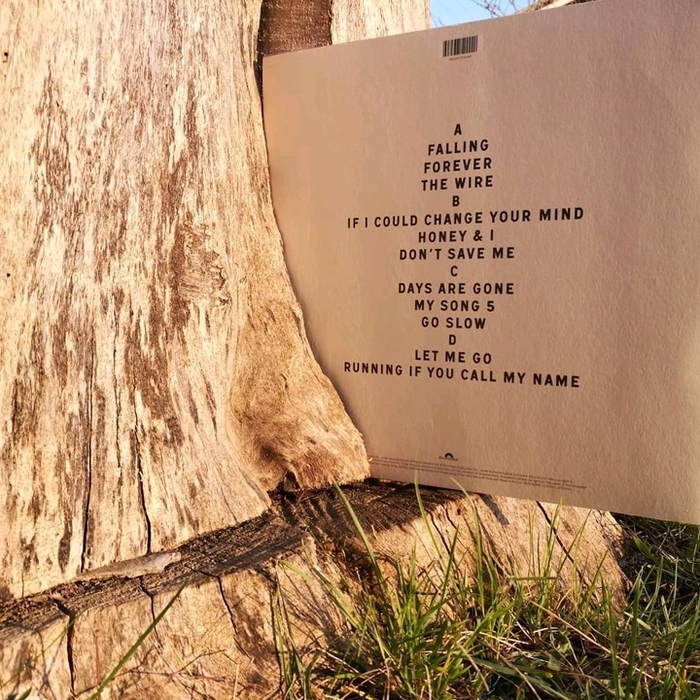 A
FALLING
FOREVER
THE WIRE
B
IF I COULD CHANGE YOUR MIND
HONEY & I
DON'T SAVE ME
C
DAYS ARE GONE
MY SONG 5
GO SLOW
D
LET ME GO
RUNNING IF YOU CALL MY NAME